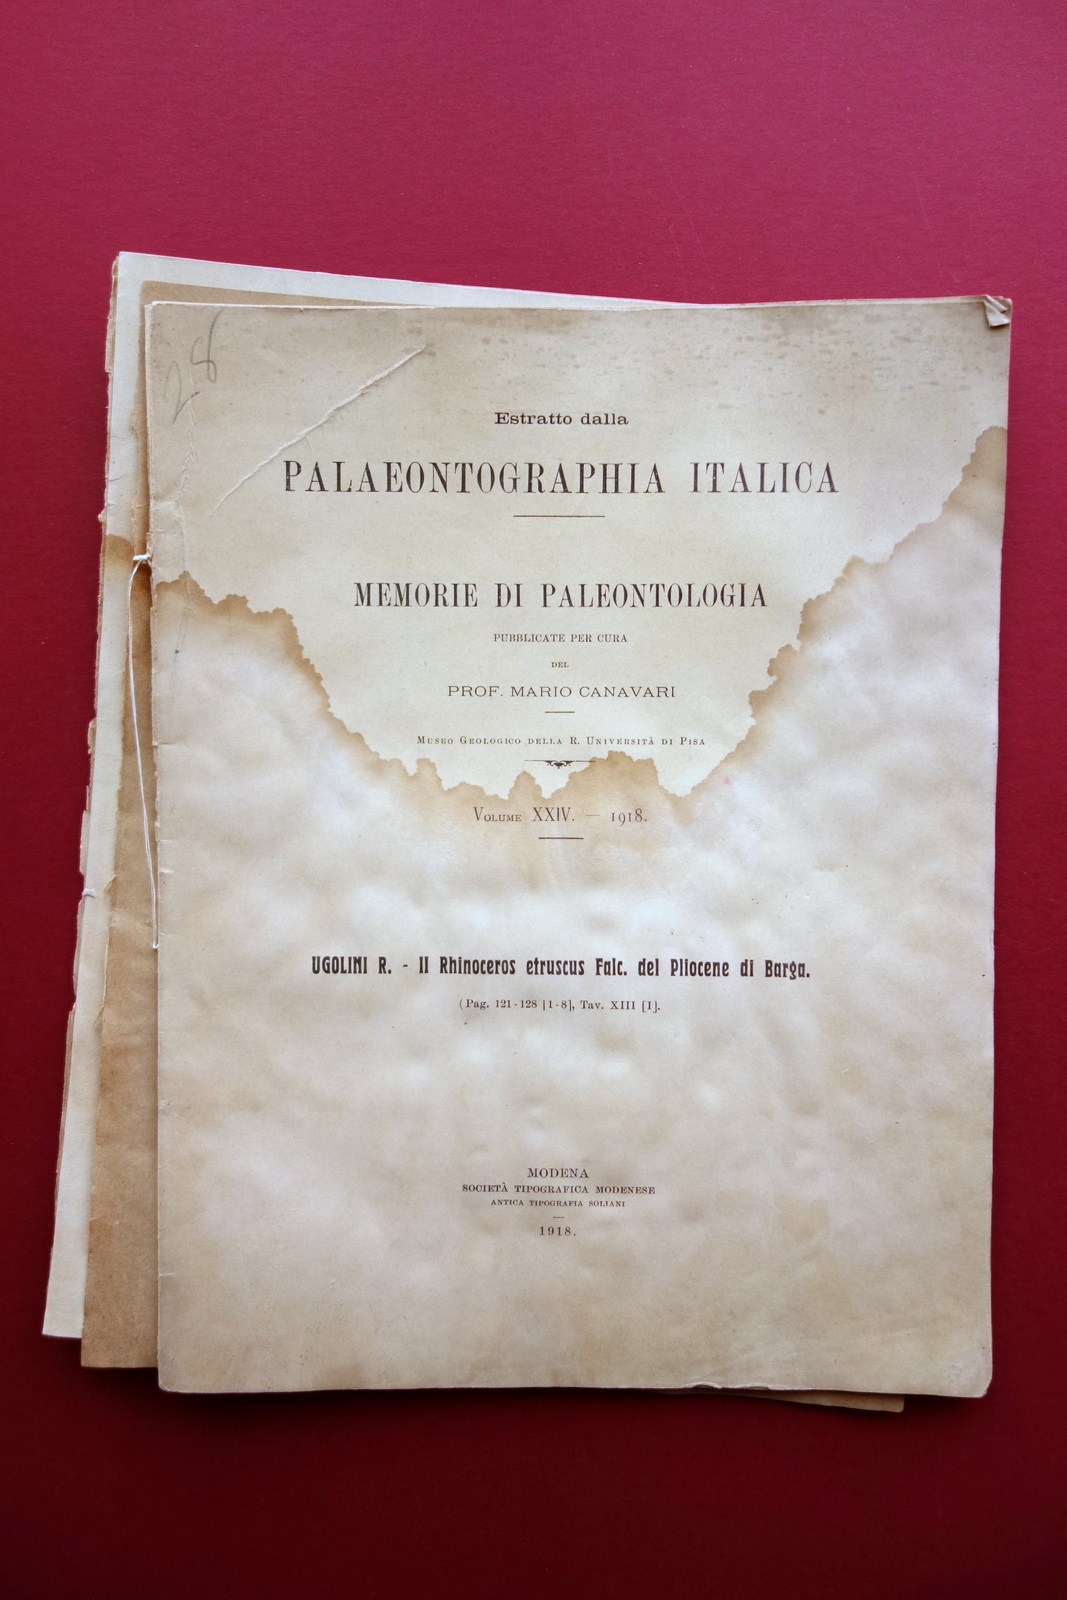 28
Estratto dalla
PALAEONTOGRAPHIA ITALICA
MEMORIE DI PALEONTOLOGIA
PUBBLICATE PER CURA
DEL
PROF. MARIO CANAVARI
MUSEO GEOLOGICO DELLA R. UNIVERSITÀ DI PISA
VOLUME XXIV. — 1918.
UGOLINI R. - Il Rhinoceros etruscus Falc. del Pliocene di Barga.
(Pag. 121-128 [1-8], Tav. XIII [I].
MODENA
SOCIETÀ TIPOGRAFICA MODENESE
ANTICA TIPOGRAFIA SOLIANI
1918.